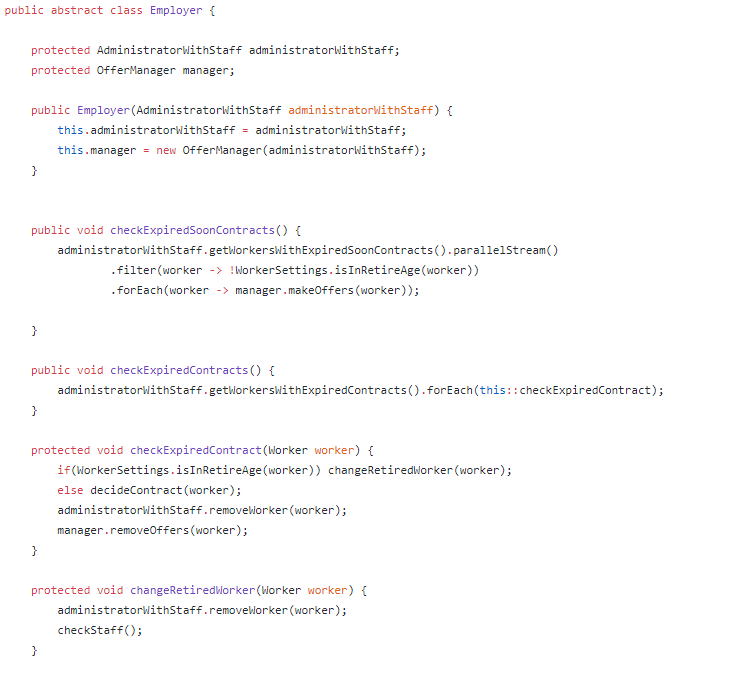 public abstract class Employer {
protected AdministratorWithStaff administratorWithStaff;
protected OfferManager manager;
public Employer(AdministratorWithStaff administratorWithStaff) {
this.administratorWithStaff = administratorWithStaff;
this.manager = new OfferManager(administratorWithStaff);
}
public void checkExpiredSoonContracts() {
administratorWithStaff.getWorkersWithExpiredSoonContracts().parallelStream()
.filter(worker -> !WorkerSettings.isInRetireAge(worker))
.forEach(worker -> manager.makeOffers(worker));
}
public void checkExpiredContracts() {
administratorWithStaff.getWorkersWithExpiredContracts().forEach(this::checkExpiredContract);
}
protected void checkExpiredContract(Worker worker) {
if(WorkerSettings.isInRetireAge(worker)) changeRetiredWorker(worker);
else decideContract(worker);
administratorWithStaff.removeWorker(worker);
manager.removeOffers(worker);
}
protected void changeRetiredWorker(Worker worker) {
administratorWithStaff.removeWorker(worker);
checkStaff();
}